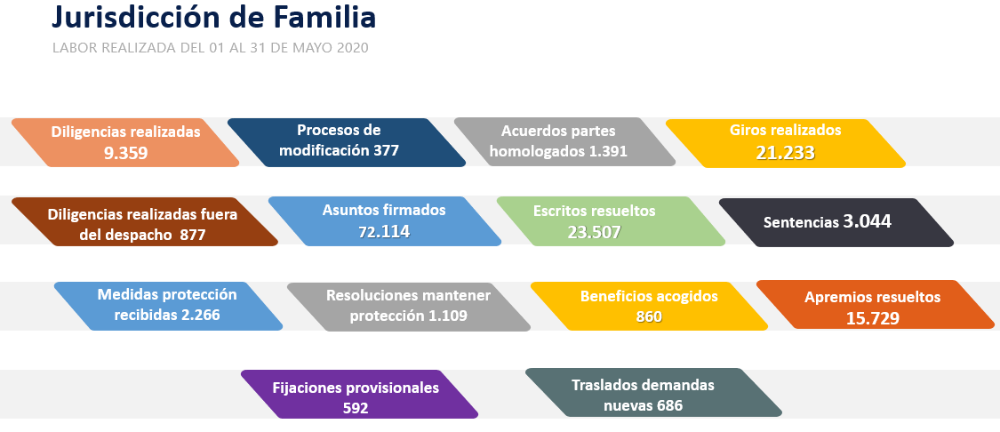 Jurisdicción de Familia
LABOR REALIZADA DEL 01 AL 31 DE MAYO 2020
Diligencias realizadas
9.359
Procesos de
modificación 377
Acuerdos partes
homologados 1.391
Giros realizados
21.233
Diligencias realizadas fuera
del despacho 877
Asuntos firmados
72.114
Escritos resueltos
23.507
Sentencias 3.044
Medidas protección
recibidas 2.266
Resoluciones mantener
protección 1.109
Beneficios acogidos
860
Apremios resueltos
15.729
Fijaciones provisionales
592
Traslados demandas
nuevas 686